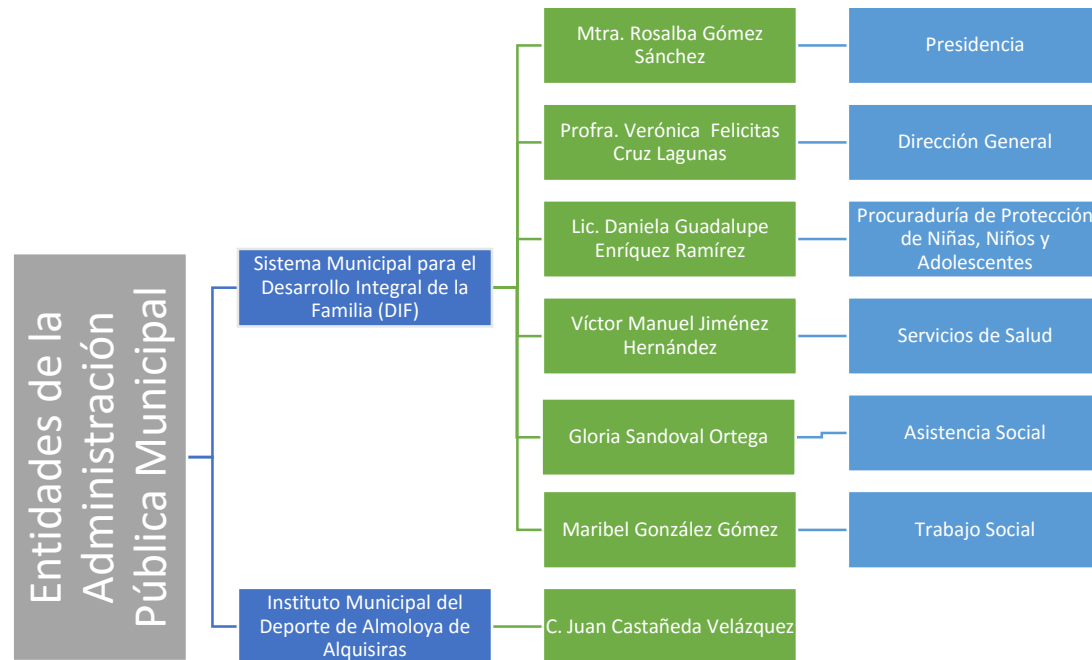 Entidades de la
Administración
Pública Municipal
Sistema Municipal para el
Desarrollo Integral de la
Familia (DIF)
Mtra. Rosalba Gómez
Sánchez
Presidencia
Profra. Verónica Felicitas
Cruz Lagunas
Dirección General
Lic. Daniela Guadalupe
Enríquez Ramírez
Procuraduría de Protección
de Niñas, Niños y
Adolescentes
Víctor Manuel Jiménez
Hernández
Servicios de Salud
Gloria Sandoval Ortega
Asistencia Social
Maribel González Gómez
Trabajo Social
Instituto Municipal del
Deporte de Almoloya de
Alquisiras
C. Juan Castañeda Velázquez